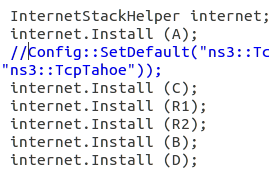 InternetStackHelper internet;
internet.Install (A);
//Config::SetDefault("ns3::Tc
"ns3::TcpTahoe"));
internet.Install (C);
internet.Install (R1);
internet.Install (R2);
internet.Install (B);
internet.Install (D);